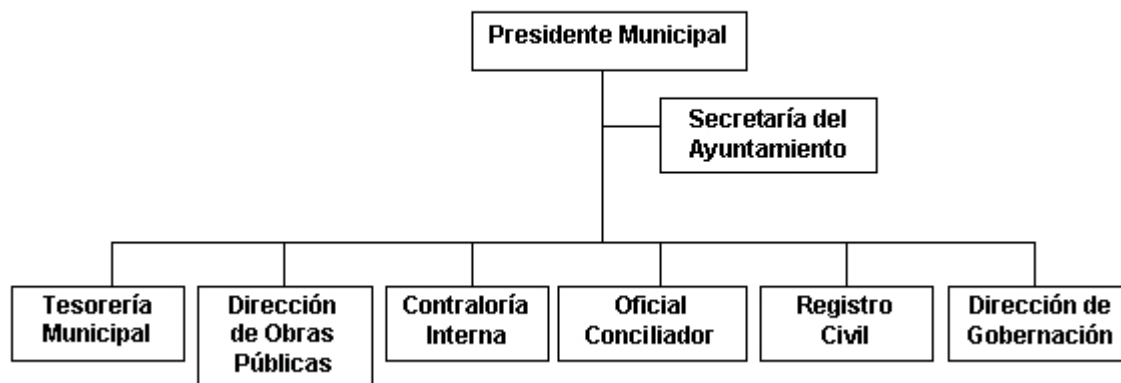 Presidente Municipal
Secretaría del
Ayuntamiento
Tesorería
Municipal
Dirección
de Obras
Públicas
Contraloría
Interna
Oficial
Conciliador
Registro
Civil
Dirección de
Gobernación